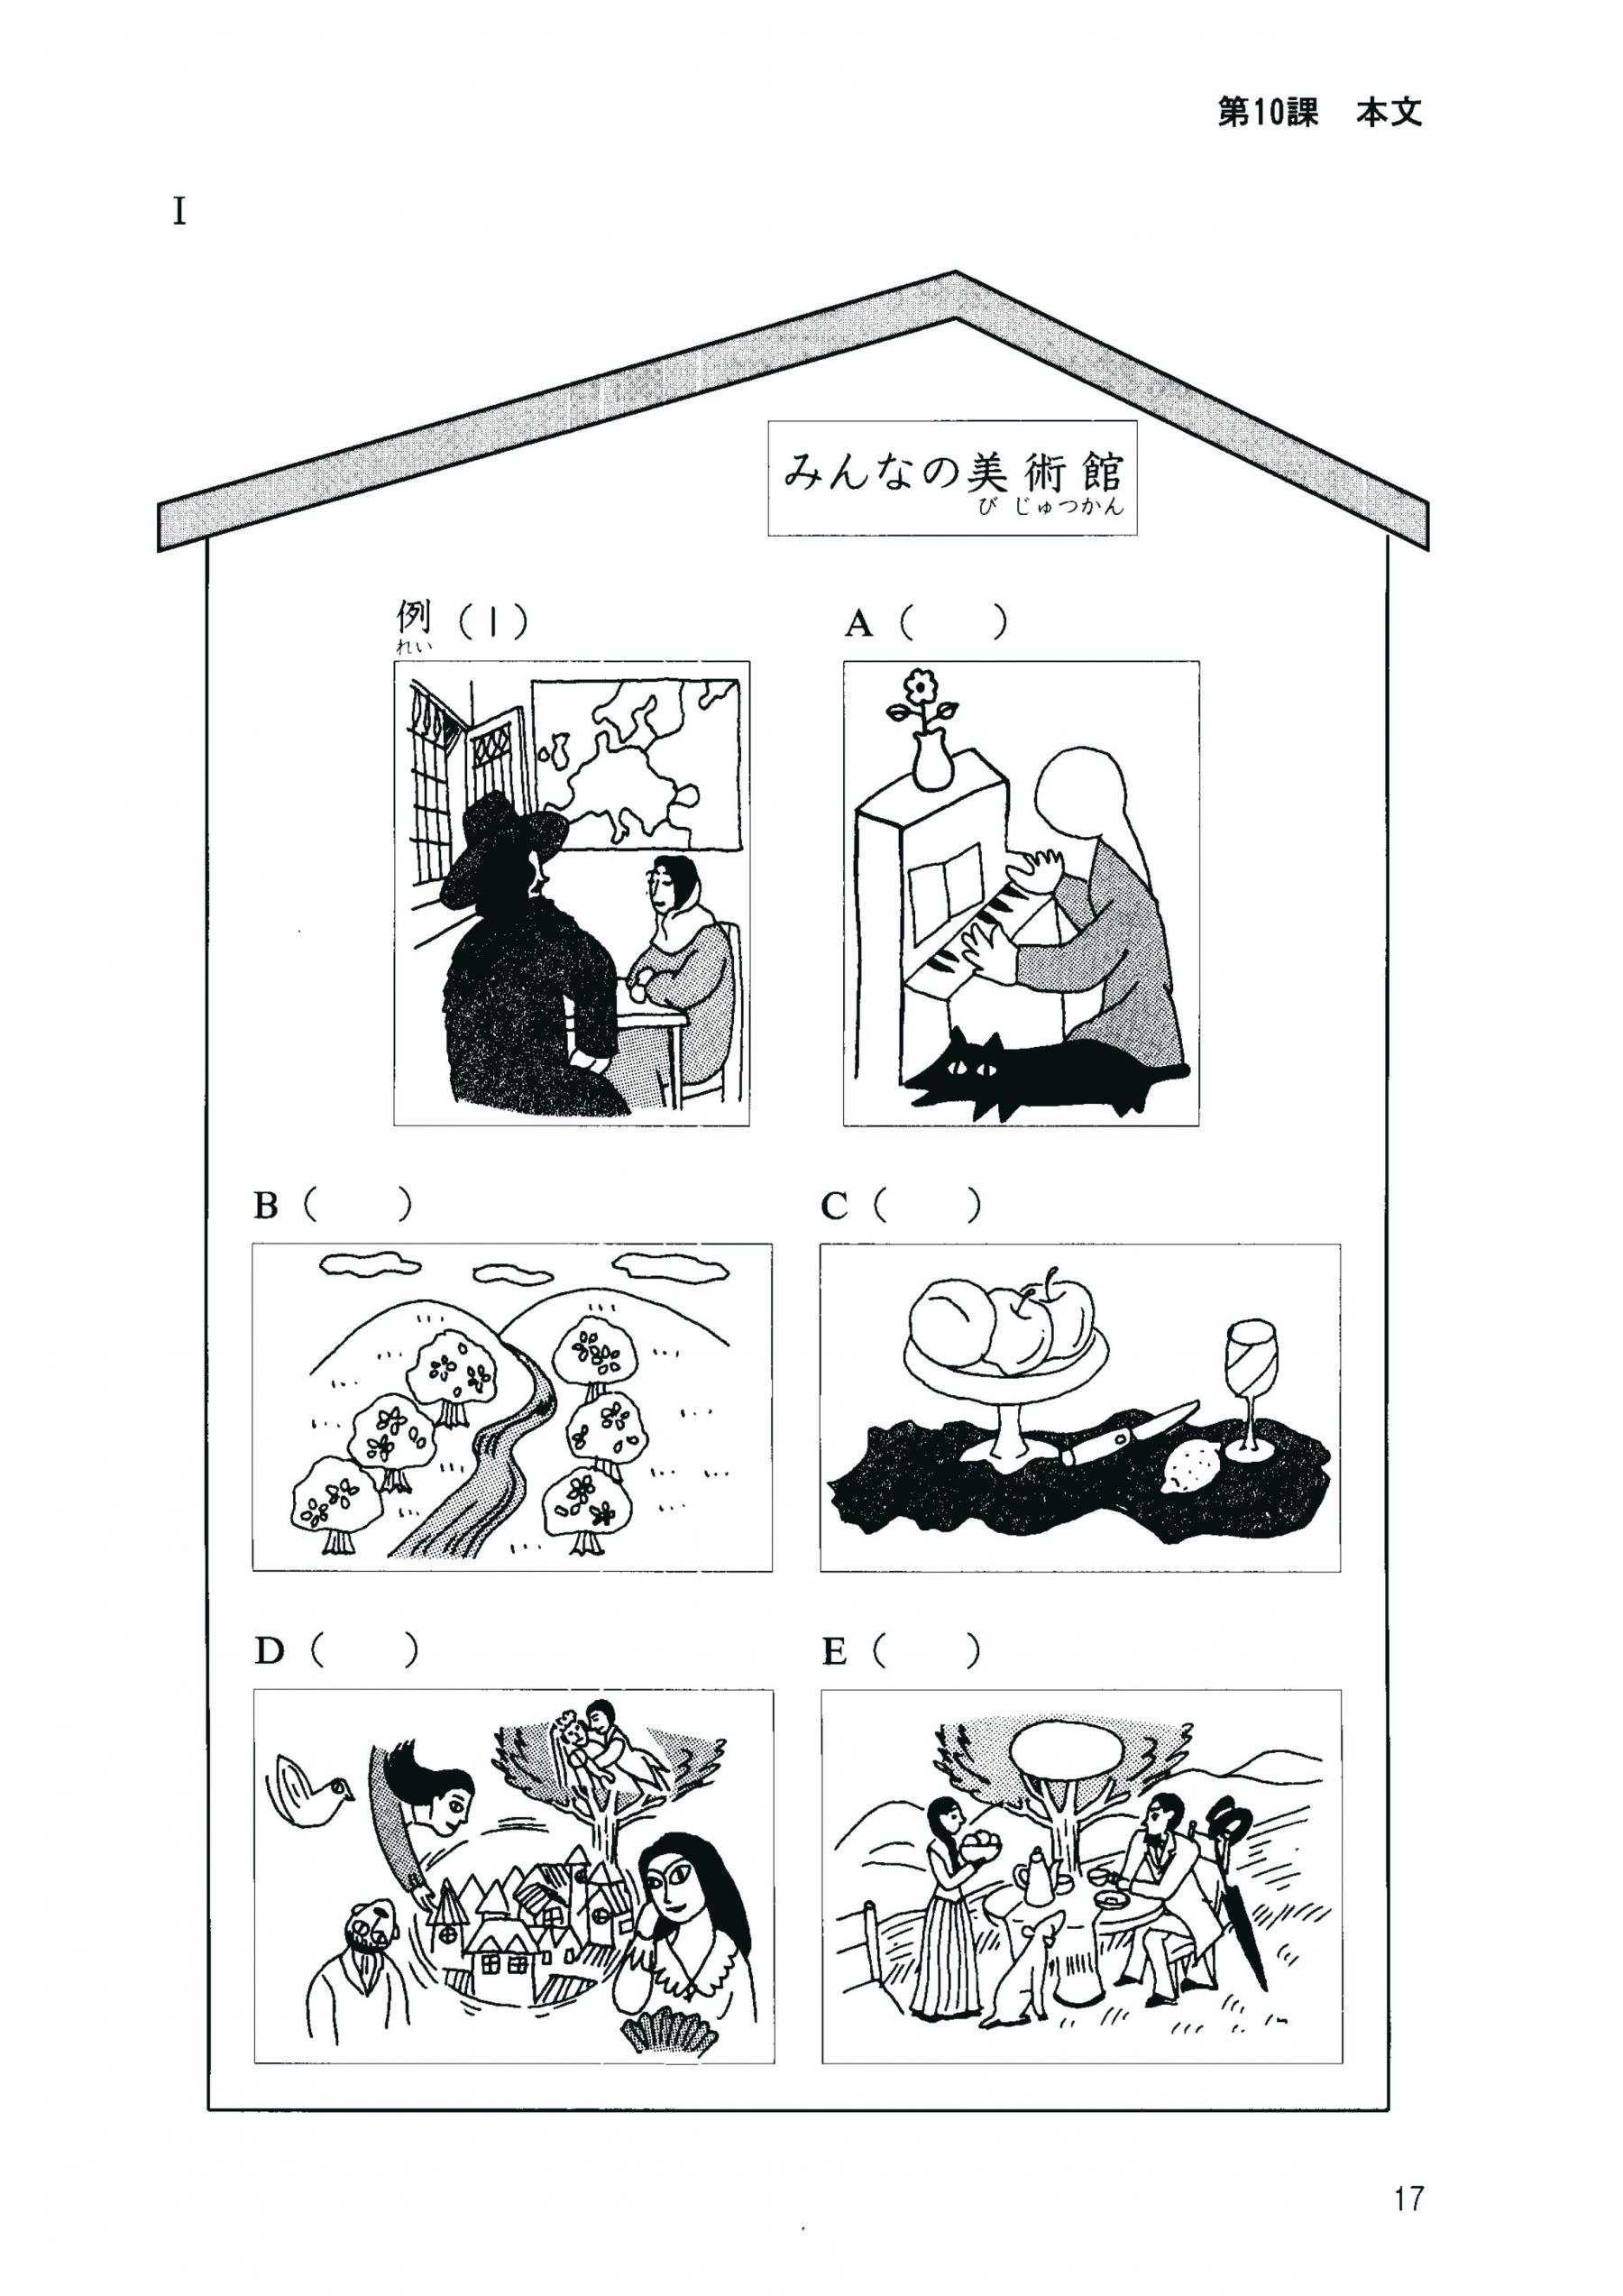 第10課　本文
I
みんなの美術館
びじゅつかん
例（1）
れい
A（　　）
B（　　）
C（　　）
D（　　）
E（　　）
17